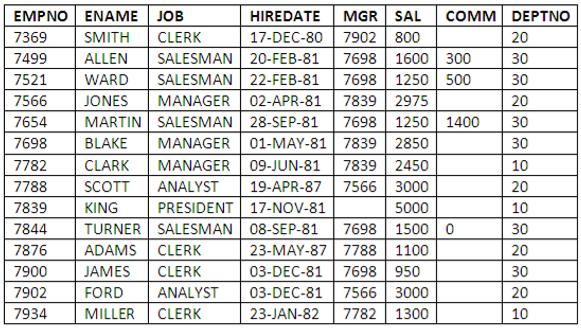 EMPNO ENAME JOB HIREDATE MGR SAL COMM DEPTNO
7369 SMITH CLERK 17-DEC-80 7902 800 20
7499 ALLEN SALESMAN 20-FEB-81 7698 1600 300 30
7521 WARD SALESMAN 22-FEB-81 7698 1250 500 30
7566 JONES MANAGER 02-APR-81 7839 2975 20
7654 MARTIN SALESMAN 28-SEP-81 7698 1250 1400 30
7698 BLAKE MANAGER 01-MAY-81 7839 2850 30
7782 CLARK MANAGER 09-JUN-81 7839 2450 10
7788 SCOTT ANALYST 19-APR-87 7566 3000 20
7839 KING PRESIDENT 17-NOV-81 5000 10
7844 TURNER SALESMAN 08-SEP-81 7698 1500 0 30
7876 ADAMS CLERK 23-MAY-87 7788 1100 20
7900 JAMES CLERK 03-DEC-81 7698 950 30
7902 FORD ANALYST 03-DEC-81 7566 3000 20
7934 MILLER CLERK 23-JAN-82 7782 1300 10